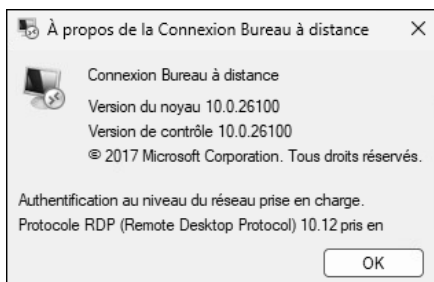 À propos de la Connexion Bureau à distance
Connexion Bureau à distance
Version du noyau 10.0.26100
Version de contrôle 10.0.26100
© 2017 Microsoft Corporation. Tous droits réservés.
Authentification au niveau du réseau prise en charge.
Protocole RDP (Remote Desktop Protocol) 10.12 pris en
OK